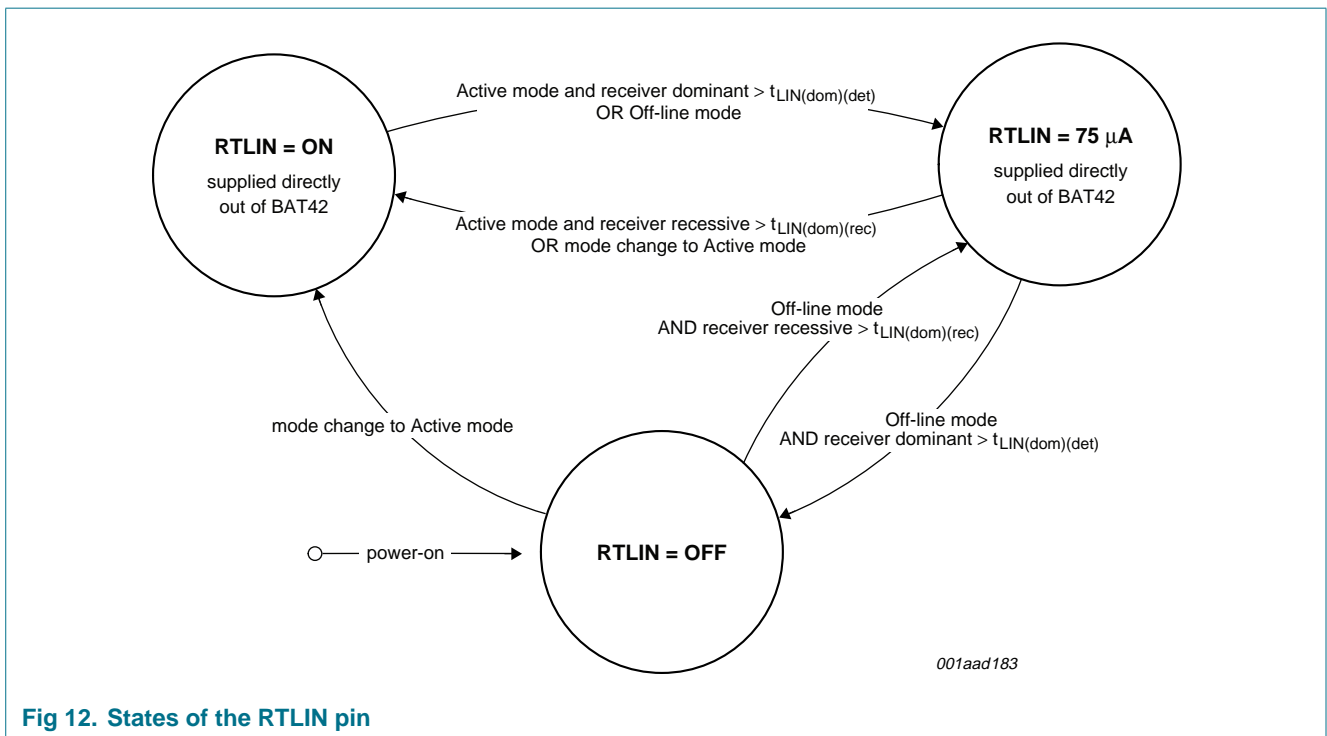 Active mode and receiver dominant > tLIN(dom)(det)
OR Off-line mode
RTLIN = ON
supplied directly
out of BAT42
RTLIN = 75 μA
supplied directly
out of BAT42
Active mode and receiver recessive > tLIN(dom)(rec)
OR mode change to Active mode
Off-line mode
AND receiver recessive > tLIN(dom)(rec)
mode change to Active mode
Off-line mode
AND receiver dominant > tLIN(dom)(det)
power-on
RTLIN = OFF
001aad183
Fig 12. States of the RTLIN pin